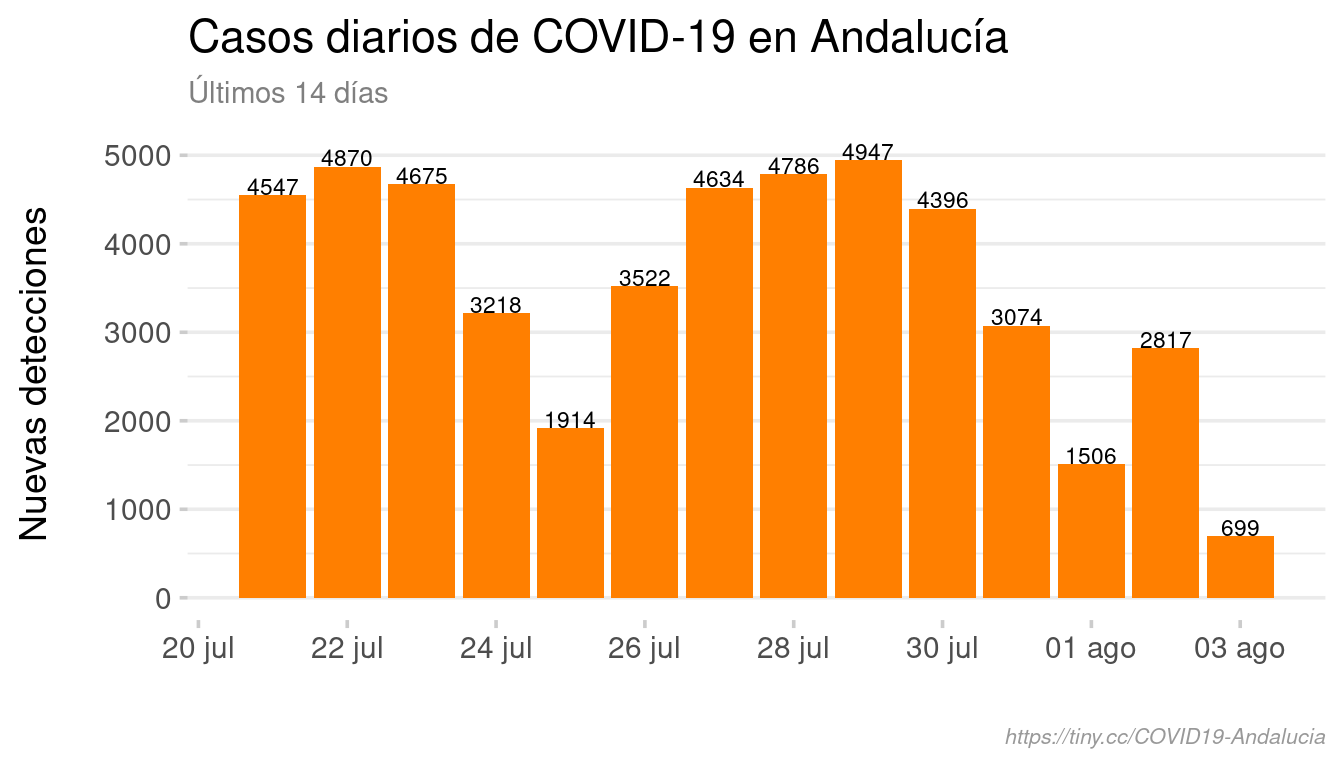 Casos diarios de COVID-19 en Andalucía
Últimos 14 días
Nuevas detecciones
5000
4000
3000
2000
1000
0
4547
4870
4675
3218
1914
3522
4634
4786
4947
4396
3074
1506
2817
699
20 jul
22 jul
24 jul
26 jul
28 jul
30 jul
01 ago
03 ago
https://tiny.cc/COVID19-Andalucia